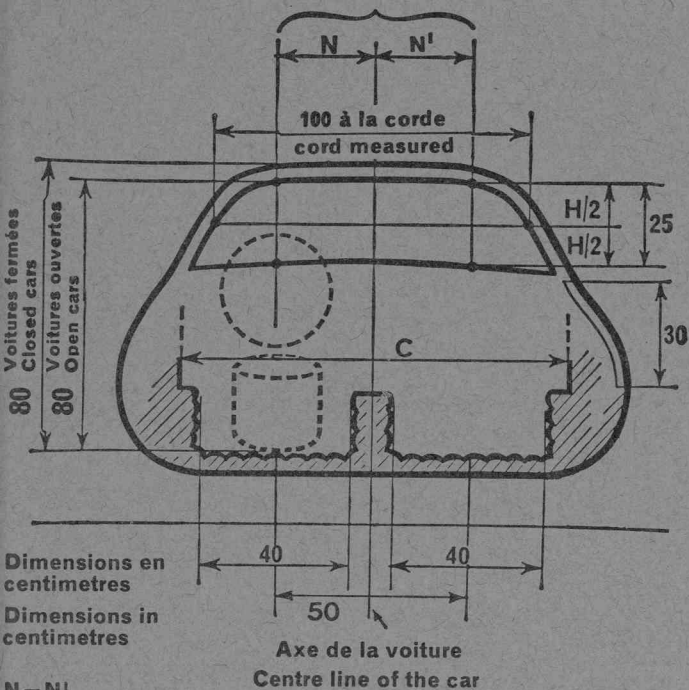 N N'
100 à la corde
cord measured
H/2
H/2
25
30
80 Voitures fermées
Closed cars
80 Voitures ouvertes
Open cars
C
40 40
50
Dimensions en
centimetres
Dimensions in
centimetres
Axe de la voiture
Centre line of the car
N=N'